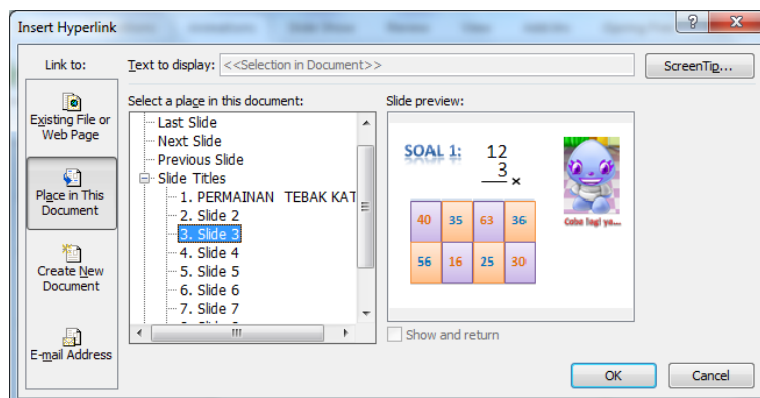 Insert Hyperlink
Link to:
Text to display:
<<Selection in Document>>
ScreenTip...
Existing File or
Web Page
Place in This
Document
Create New
Document
E-mail Address
Select a place in this document:
Last Slide
Next Slide
Previous Slide
Slide Titles
1. PERMAINAN TEBAK KAT
2. Slide 2
3. Slide 3
4. Slide 4
5. Slide 5
6. Slide 6
7. Slide 7
Slide preview:
SOAL 1:
12
3
×
40 35 63 36
56 16 25 30
Coba lagi ya...
Show and return
OK
Cancel